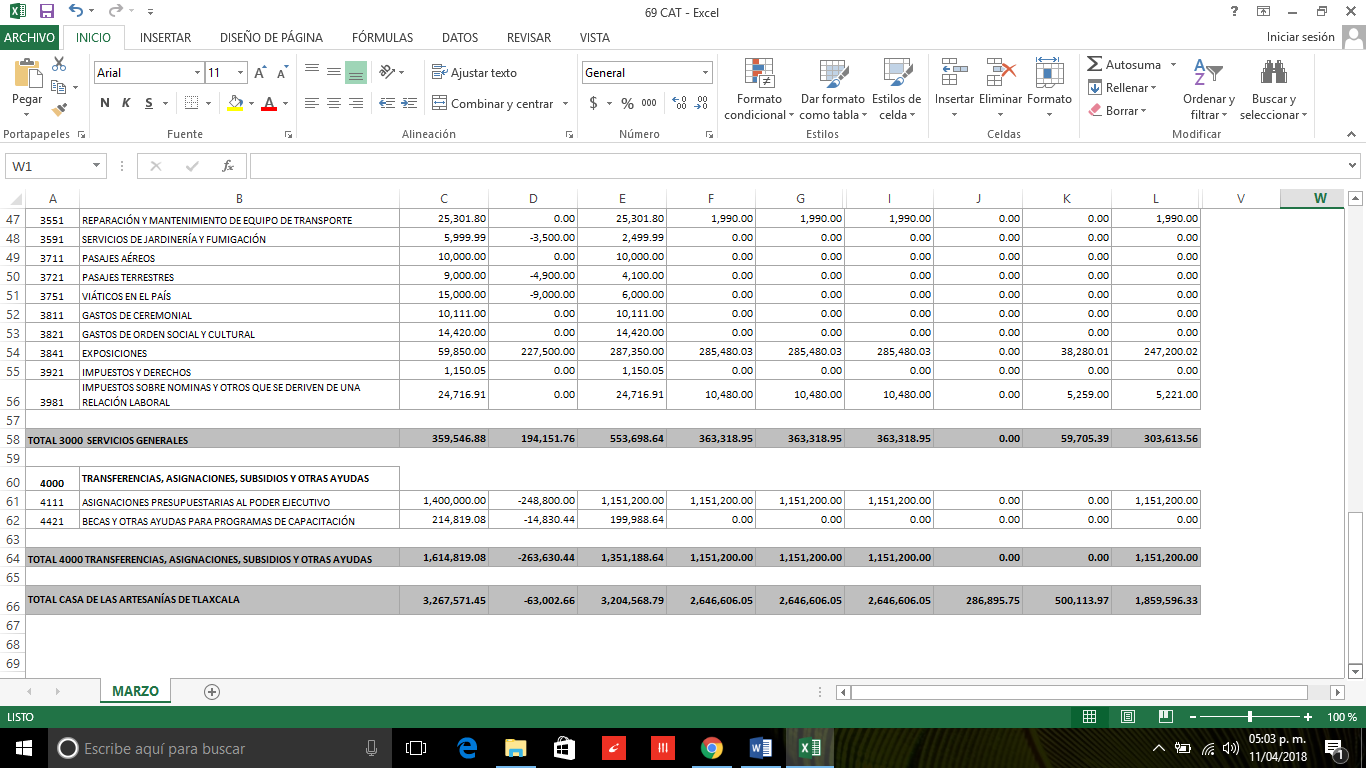 69 CAT - Excel
ARCHIVO INICIO INSERTAR DISEÑO DE PÁGINA FÓRMULAS DATOS REVISAR VISTA Iniciar sesión
Arial 11 Ajustar texto General Autosuma
Pegar N K S A Combinar y centrar $ % 000 Formato condicional Dar formato como tabla Estilos de celda Insertar Eliminar Formato Rellenar Borrar Ordenar y filtrar Buscar y seleccionar
Portapapeles Fuente Alineación Número Estilos Celdas Modificar
W1 fx
A B C D E F G I J K L V W
47 3551 REPARACIÓN Y MANTENIMIENTO DE EQUIPO DE TRANSPORTE 25,301.80 0.00 25,301.80 1,990.00 1,990.00 1,990.00 0.00 0.00 1,990.00
48 3591 SERVICIOS DE JARDINERÍA Y FUMIGACIÓN 5,999.99 -3,500.00 2,499.99 0.00 0.00 0.00 0.00 0.00 0.00
49 3711 PASAJES AÉREOS 10,000.00 0.00 10,000.00 0.00 0.00 0.00 0.00 0.00 0.00
50 3721 PASAJES TERRESTRES 9,000.00 -4,900.00 4,100.00 0.00 0.00 0.00 0.00 0.00 0.00
51 3751 VIÁTICOS EN EL PAÍS 15,000.00 -9,000.00 6,000.00 0.00 0.00 0.00 0.00 0.00 0.00
52 3811 GASTOS DE CEREMONIAL 10,111.00 0.00 10,111.00 0.00 0.00 0.00 0.00 0.00 0.00
53 3821 GASTOS DE ORDEN SOCIAL Y CULTURAL 14,420.00 0.00 14,420.00 0.00 0.00 0.00 0.00 0.00 0.00
54 3841 EXPOSICIONES 59,850.00 227,500.00 287,350.00 285,480.03 285,480.03 285,480.03 0.00 38,280.01 247,200.02
55 3921 IMPUESTOS Y DERECHOS 1,150.05 0.00 1,150.05 0.00 0.00 0.00 0.00 0.00 0.00
IMPUESTOS SOBRE NOMINAS Y OTROS QUE SE DERIVEN DE UNA
56 3981 RELACIÓN LABORAL 24,716.91 0.00 24,716.91 10,480.00 10,480.00 10,480.00 0.00 5,259.00 5,221.00
57
58 TOTAL 3000 SERVICIOS GENERALES 359,546.88 194,151.76 553,698.64 363,318.95 363,318.95 363,318.95 0.00 59,705.39 303,613.56
59
60 4000 TRANSFERENCIAS, ASIGNACIONES, SUBSIDIOS Y OTRAS AYUDAS
61 4111 ASIGNACIONES PRESUPUESTARIAS AL PODER EJECUTIVO 1,400,000.00 -248,800.00 1,151,200.00 1,151,200.00 1,151,200.00 1,151,200.00 0.00 0.00 1,151,200.00
62 4421 BECAS Y OTRAS AYUDAS PARA PROGRAMAS DE CAPACITACIÓN 214,819.08 -14,830.44 199,988.64 0.00 0.00 0.00 0.00 0.00 0.00
63
64 TOTAL 4000 TRANSFERENCIAS, ASIGNACIONES, SUBSIDIOS Y OTRAS AYUDAS 1,614,819.08 -263,630.44 1,351,188.64 1,151,200.00 1,151,200.00 1,151,200.00 0.00 0.00 1,151,200.00
65
66 TOTAL CASA DE LAS ARTESANÍAS DE TLAXCALA 3,267,571.45 -63,002.66 3,204,568.79 2,646,606.05 2,646,606.05 2,646,606.05 286,895.75 500,113.97 1,859,596.33
67
68
69
MARZO
LISTO 100 %
Escribe aquí para buscar
05:03 p. m.
11/04/2018
1